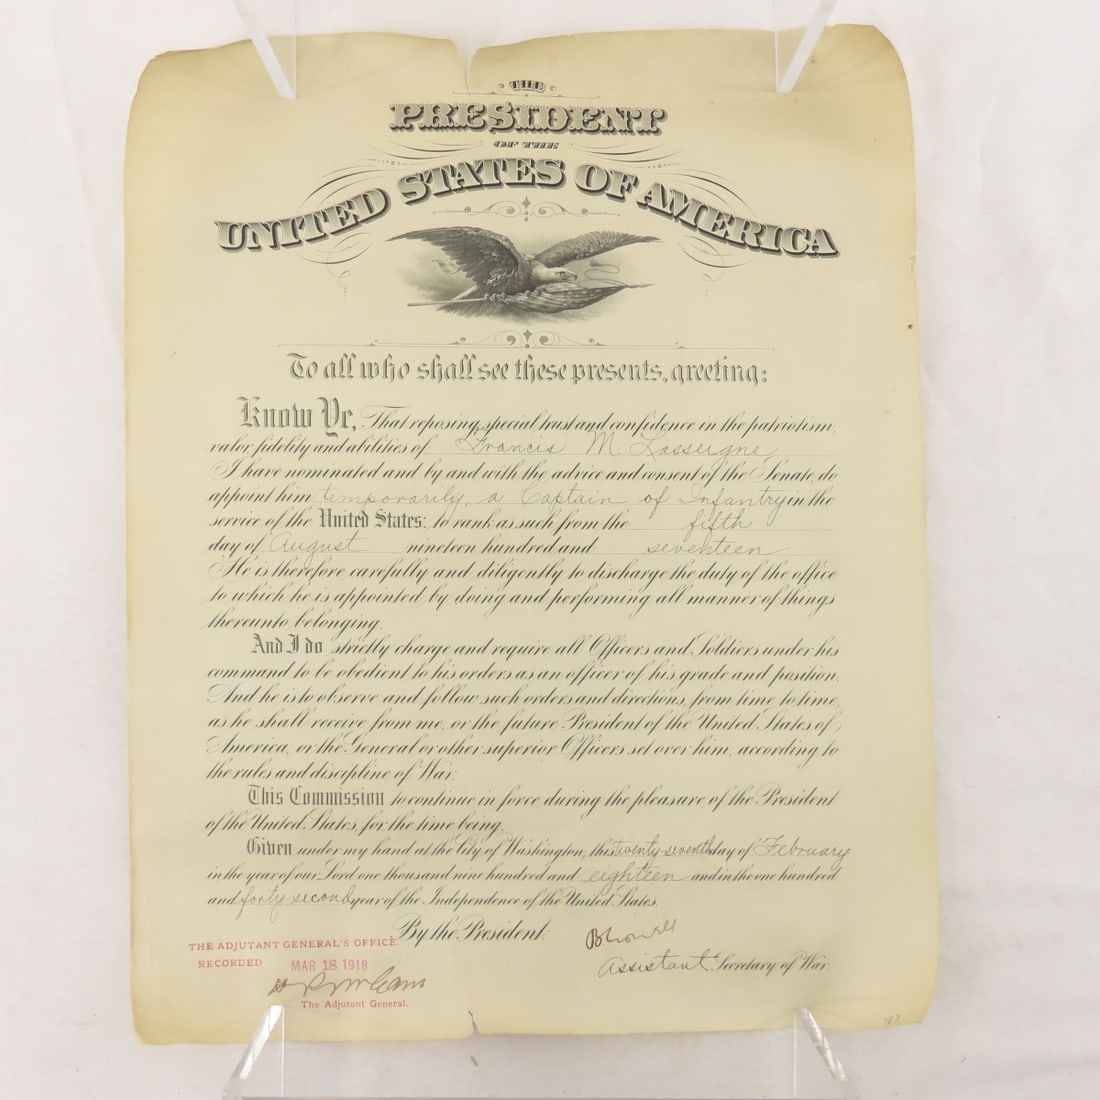 THE
PRESIDENT
OF THE
UNITED STATES OF AMERICA
To all who shall see these presents, greeting:
Know Ye, That reposing special trust and confidence in the patriotism,
valor, fidelity and abilities of Francis M. Lasseigne,
I have nominated and, by and with the advice and consent of the Senate, do
appoint him temporarily, a Captain of Infantry in the
service of the United States: to rank as such from the fifth
day of August nineteen hundred and seventeen
He is therefore carefully and diligently to discharge the duty of the office
to which he is appointed by doing and performing all manner of things
thereunto belonging.
And I do strictly charge and require all Officers and Soldiers under his
command to be obedient to his orders as an officer of his grade and position.
And he is to observe and follow such orders and directions, from time to time,
as he shall receive from me, or the future President of the United States of
America, or the General or other superior Officers set over him, according to
the rules and discipline of War.
This Commission to continue in force during the pleasure of the President
of the United States, for the time being.
Given under my hand at the City of Washington, this twenty-seventh day of February
in the year of our Lord one thousand nine hundred and eighteen and in the one hundred
and forty-second year of the Independence of the United States.
By the President:
THE ADJUTANT GENERAL'S OFFICE.
RECORDED MAR 18 1918
The Adjutant General.
Assistant Secretary of War.
787